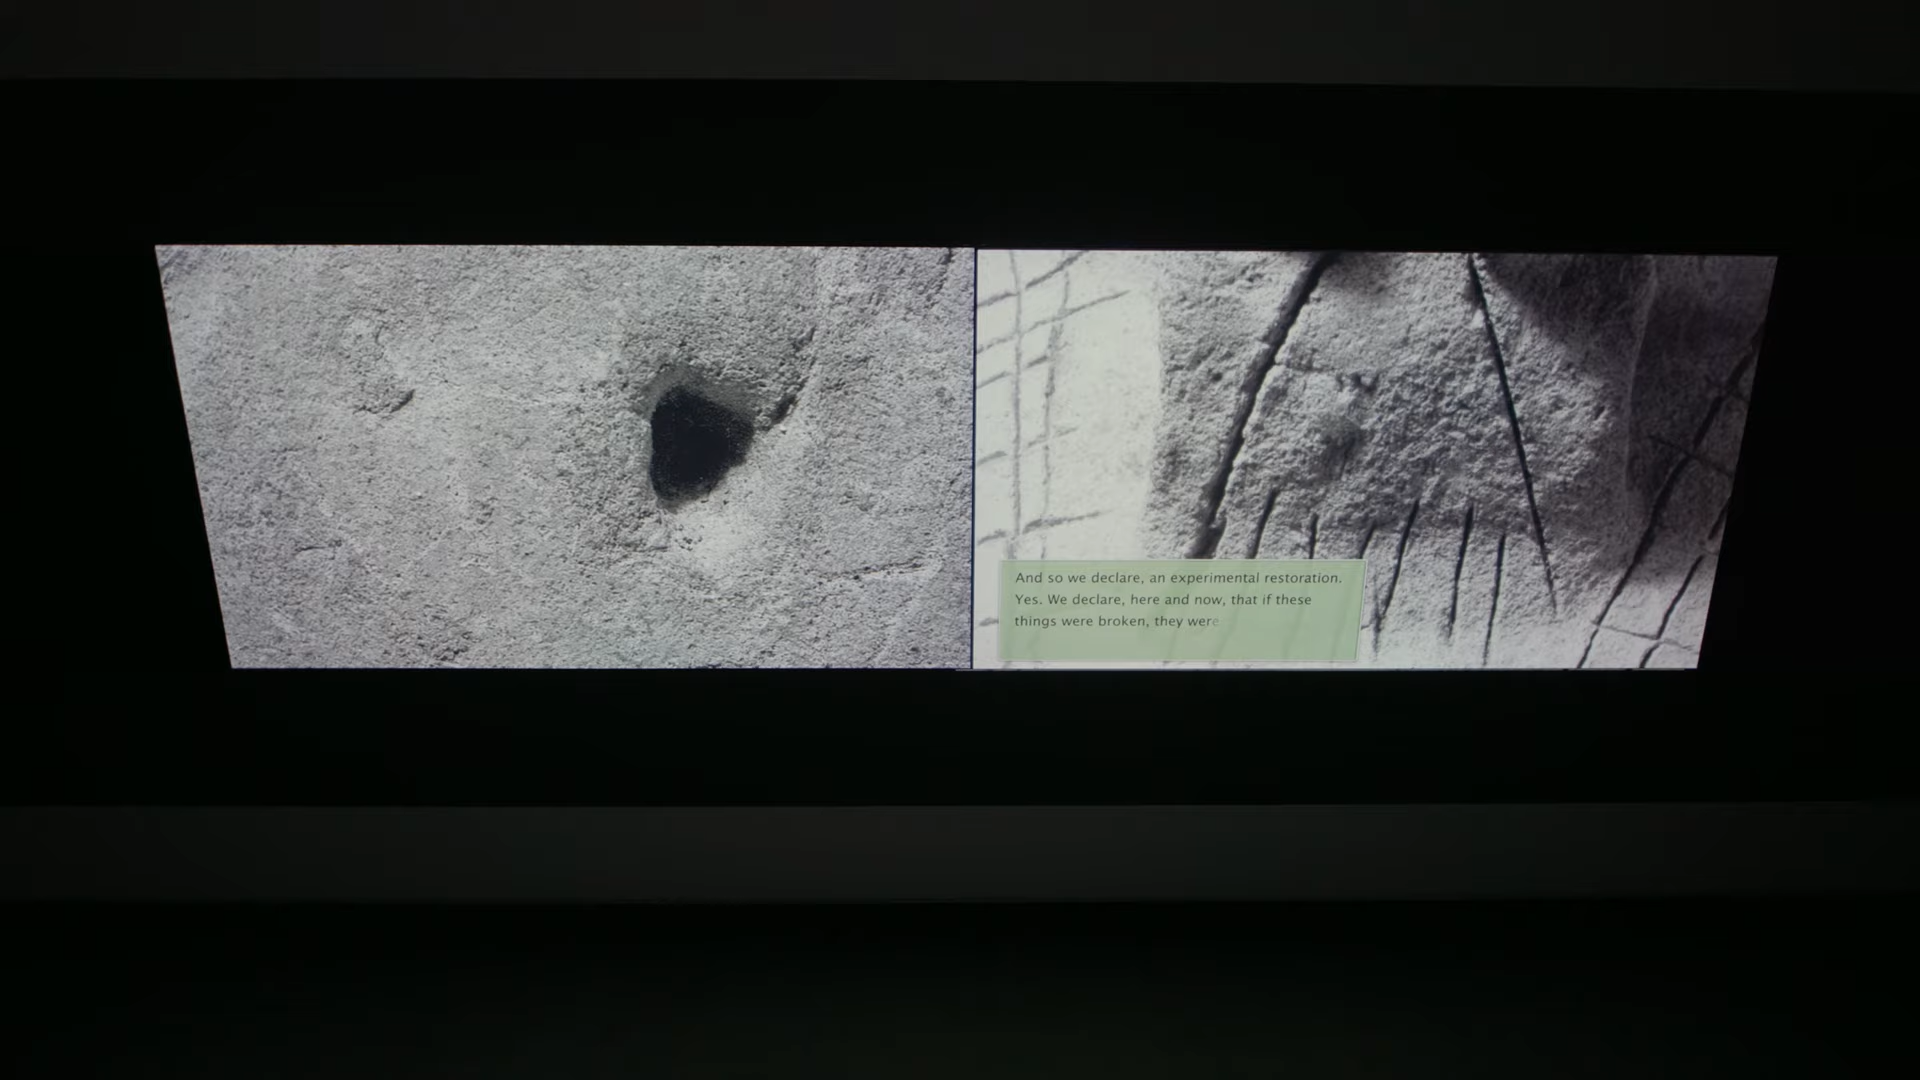 And so we declare, an experimental restoration.
Yes. We declare, here and now, that if these
things were broken, they were